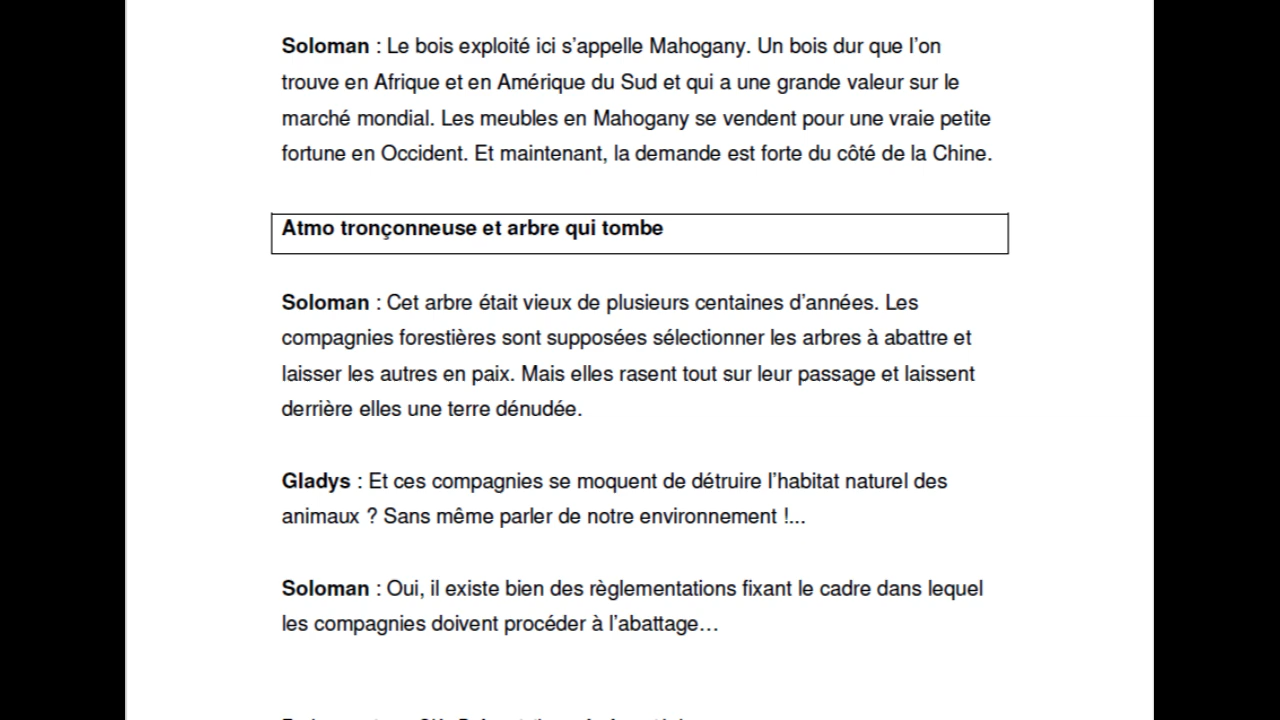 Soloman : Le bois exploité ici s’appelle Mahogany. Un bois dur que l’on
trouve en Afrique et en Amérique du Sud et qui a une grande valeur sur le
marché mondial. Les meubles en Mahogany se vendent pour une vraie petite
fortune en Occident. Et maintenant, la demande est forte du côté de la Chine.
Atmo tronçonneuse et arbre qui tombe
Soloman : Cet arbre était vieux de plusieurs centaines d’années. Les
compagnies forestières sont supposées sélectionner les arbres à abattre et
laisser les autres en paix. Mais elles rasent tout sur leur passage et laissent
derrière elles une terre dénudée.
Gladys : Et ces compagnies se moquent de détruire l’habitat naturel des
animaux ? Sans même parler de notre environnement !...
Soloman : Oui, il existe bien des règlementations fixant le cadre dans lequel
les compagnies doivent procéder à l’abattage…